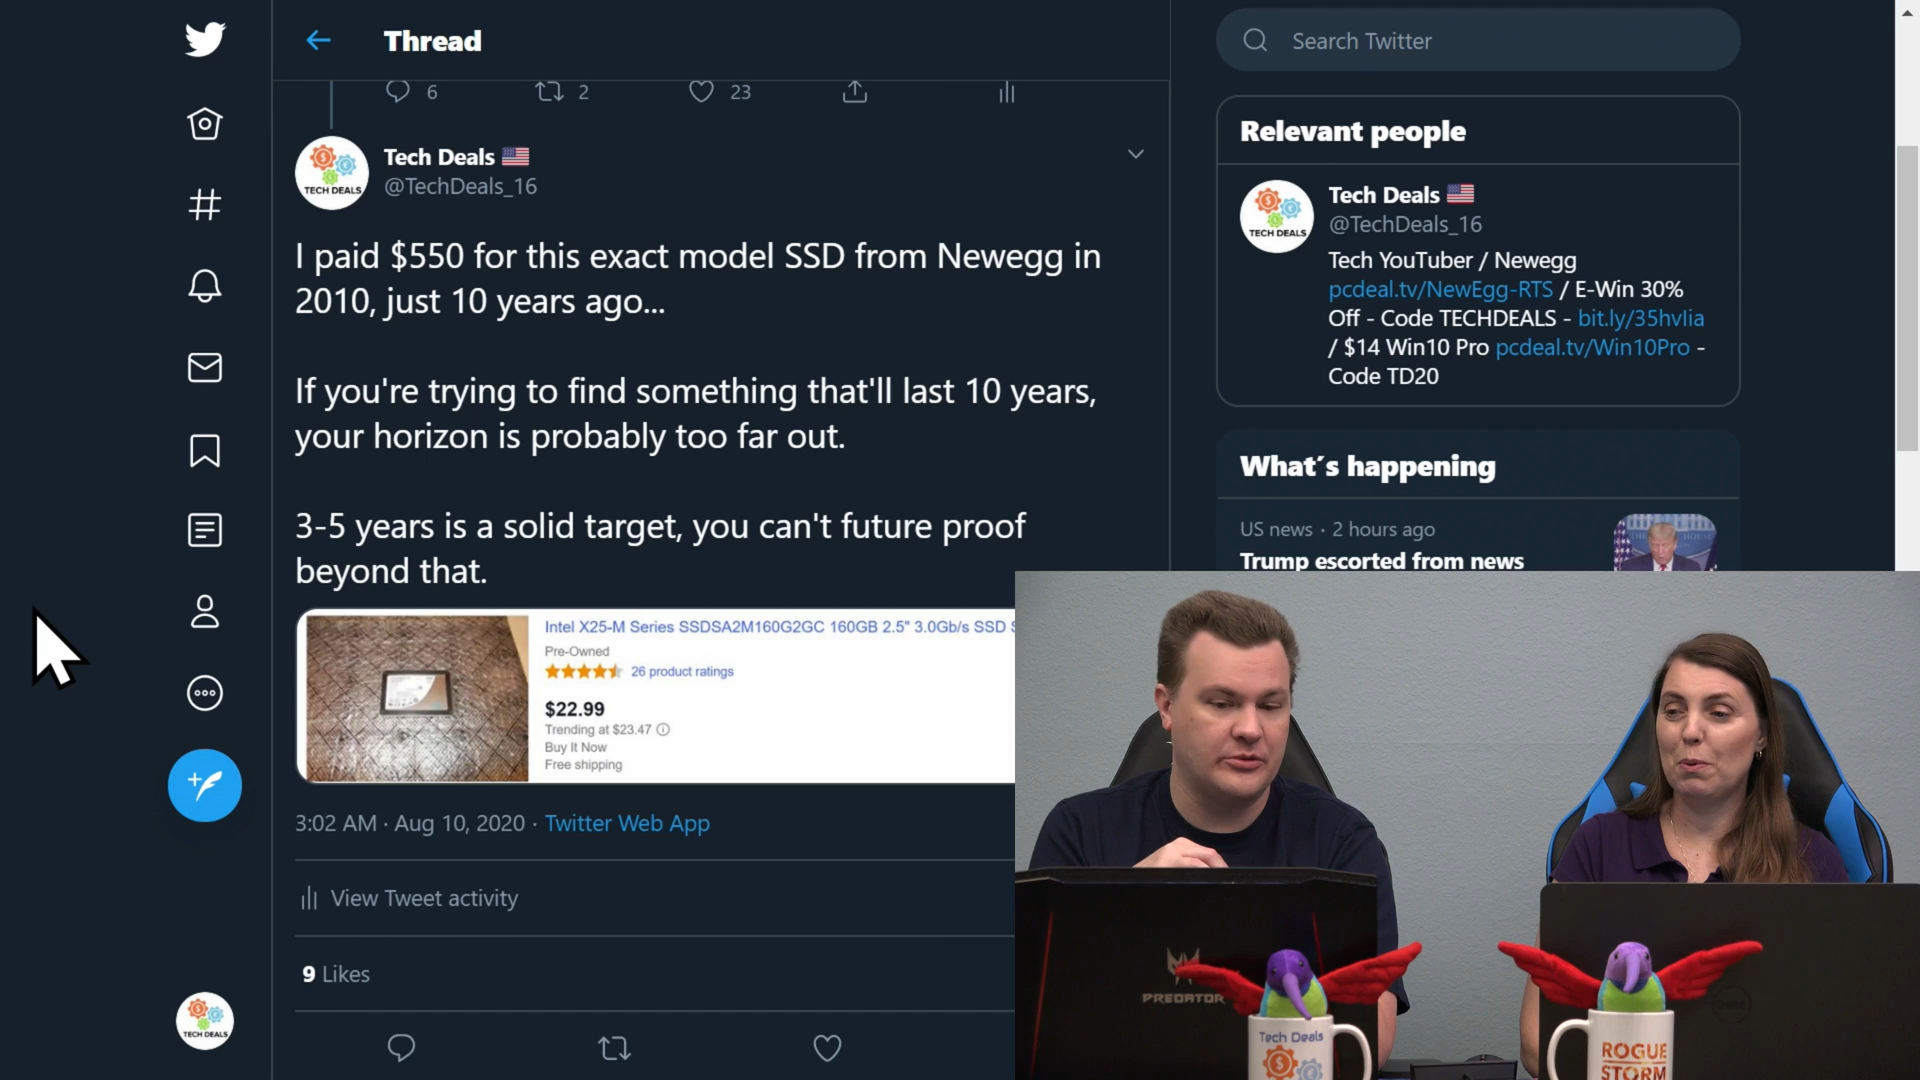 Thread
Search Twitter
6
2
23
Tech Deals
@TechDeals_16
TECH DEALS
I paid $550 for this exact model SSD from Newegg in
2010, just 10 years ago...
If you're trying to find something that'll last 10 years,
your horizon is probably too far out.
3-5 years is a solid target, you can't future proof
beyond that.
Intel X25-M Series SSDSA2M160G2GC 160GB 2.5" 3.0Gb/s SSD
Pre-Owned
26 product ratings
$22.99
Trending at $23.47
Buy It Now
Free shipping
3:02 AM · Aug 10, 2020 · Twitter Web App
View Tweet activity
9 Likes
TECH DEALS
Relevant people
Tech Deals
@TechDeals_16
TECH DEALS
Tech YouTuber / Newegg
pcdeal.tv/NewEgg-RTS / E-Win 30%
Off - Code TECHDEALS - bit.ly/35hvIia
/ $14 Win10 Pro pcdeal.tv/Win10Pro -
Code TD20
What´s happening
US news · 2 hours ago
Trump escorted from news
PREDATOR
Tech Deals
ROGUE
STORM